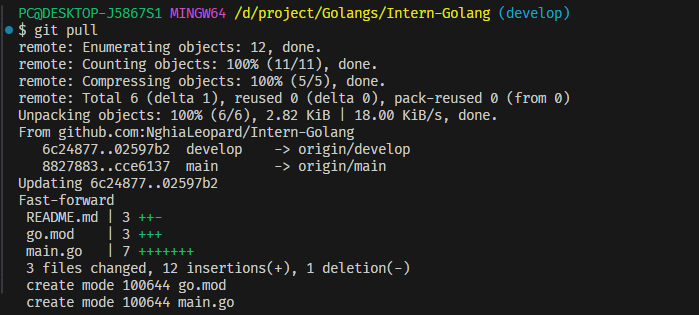 PC@DESKTOP-J5867S1 MINGW64 /d/project/Golangs/Intern-Golang (develop)
$ git pull
remote: Enumerating objects: 12, done.
remote: Counting objects: 100% (11/11), done.
remote: Compressing objects: 100% (5/5), done.
remote: Total 6 (delta 1), reused 0 (delta 0), pack-reused 0 (from 0)
Unpacking objects: 100% (6/6), 2.82 KiB | 18.00 KiB/s, done.
From github.com:NghiaLeopard/Intern-Golang
   6c24877..02597b2  develop    -> origin/develop
   8827883..cce6137  main       -> origin/main
Updating 6c24877..02597b2
Fast-forward
 README.md | 3 ++-
 go.mod    | 3 +++
 main.go   | 7 +++++++
 3 files changed, 12 insertions(+), 1 deletion(-)
 create mode 100644 go.mod
 create mode 100644 main.go